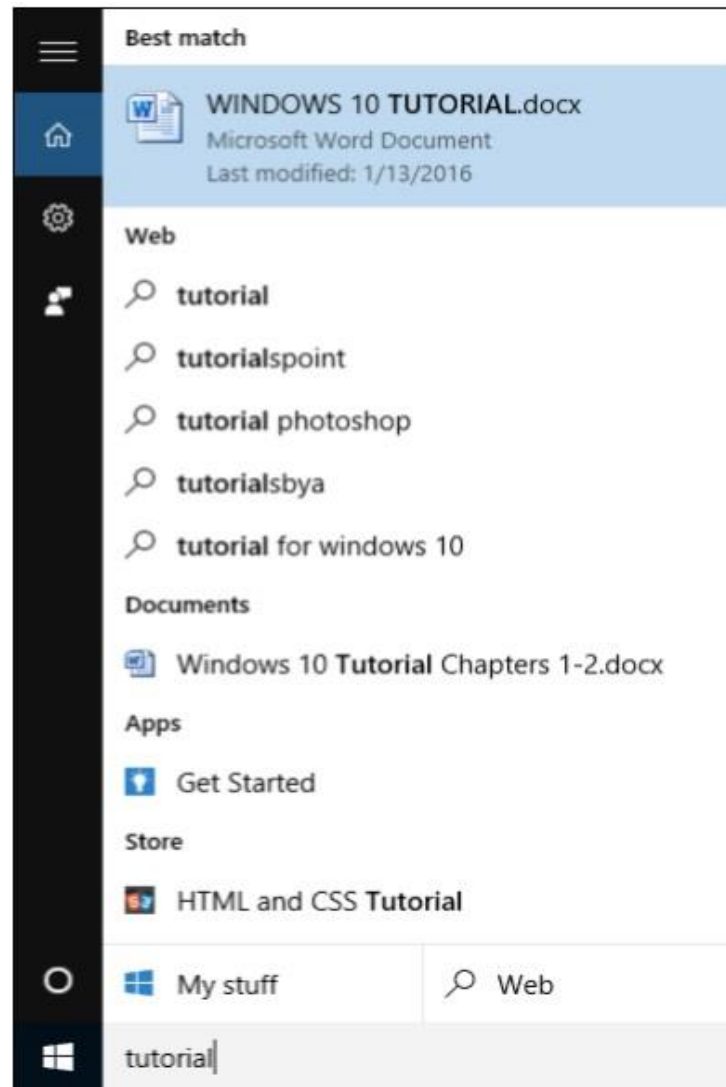 Best match
WINDOWS 10 TUTORIAL.docx
Microsoft Word Document
Last modified: 1/13/2016
Web
tutorial
tutorialspoint
tutorial photoshop
tutorialsbya
tutorial for windows 10
Documents
Windows 10 Tutorial Chapters 1-2.docx
Apps
Get Started
Store
HTML and CSS Tutorial
My stuff Web
tutorial